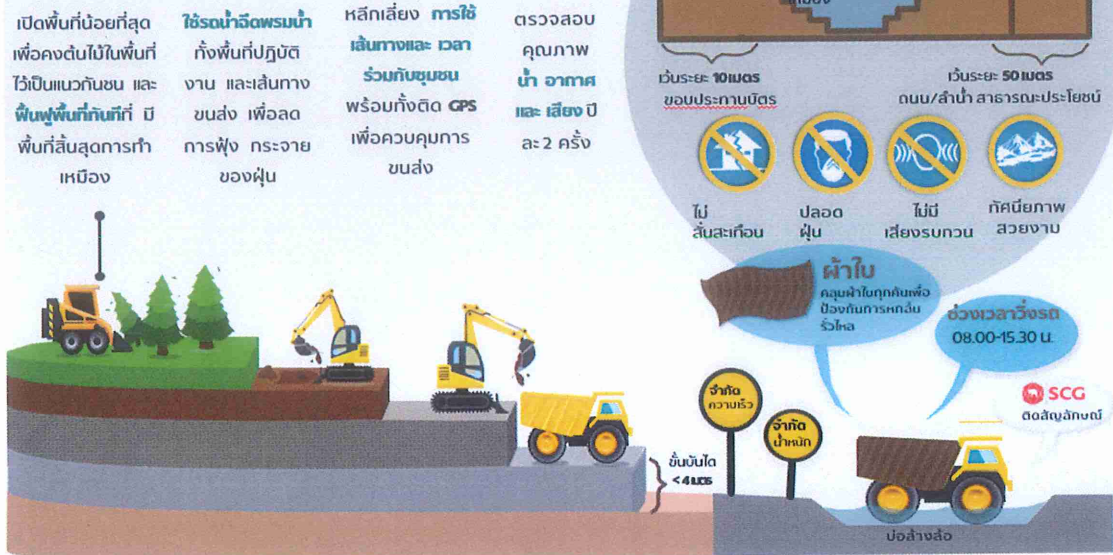 เปิดพื้นที่น้อยที่สุด
เพื่อคงต้นไม้ในพื้นที่
ไว้เป็นแนวกันชน และ
ฟื้นฟูพื้นที่ทันทีที่ มี
พื้นที่สิ้นสุดการทำ
เหมือง
ใช้รถน้ำฉีดพรมน้ำ
ทั้งพื้นที่ปฏิบัติ
งาน และเส้นทาง
ขนส่ง เพื่อลด
การฟุ้ง กระจาย
ของฝุ่น
หลีกเลี่ยง การใช้
เส้นทางและ เวลา
ร่วมกับชุมชน
พร้อมทั้งติด GPS
เพื่อควบคุมการ
ขนส่ง
ตรวจสอบ
คุณภาพ
น้ำ อากาศ
และ เสียง ปี
ละ 2 ครั้ง
เว้นระยะ 10เมตร
ขอบประทานบัตร
เว้นระยะ 50 เมตร
ถนน/ลำน้ำ สาธารณะประโยชน์
ไม่
สั่นสะเทือน
ปลอด
ฝุ่น
ไม่มี
เสียงรบกวน
ทัศนียภาพ
สวยงาม
ผ้าใบ
คลุมผ้าใบทุกคันเพื่อ
ป้องกันการหกล้น
รั่วไหล
ช่วงเวลาวิ่งรถ
08.00-15.30 น.
SCG
ติดสัญลักษณ์
จำกัด
ความเร็ว
จำกัด
น้ำหนัก
ขั้นบันได
<4เมตร
บ่อล้างล้อ